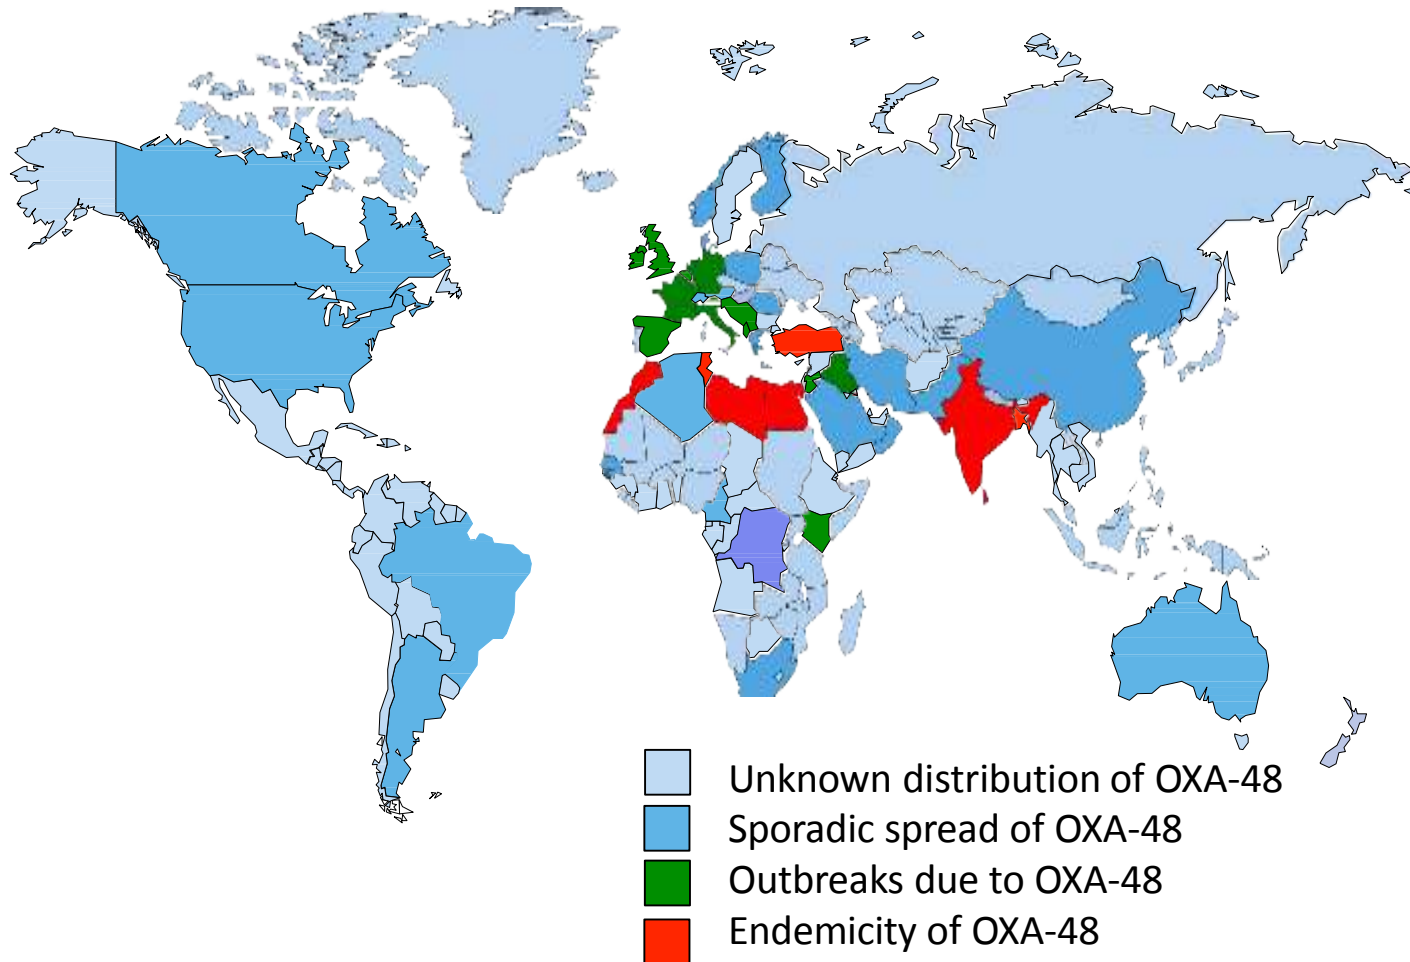 Unknown distribution of OXA-48
Sporadic spread of OXA-48
Outbreaks due to OXA-48
Endemicity of OXA-48